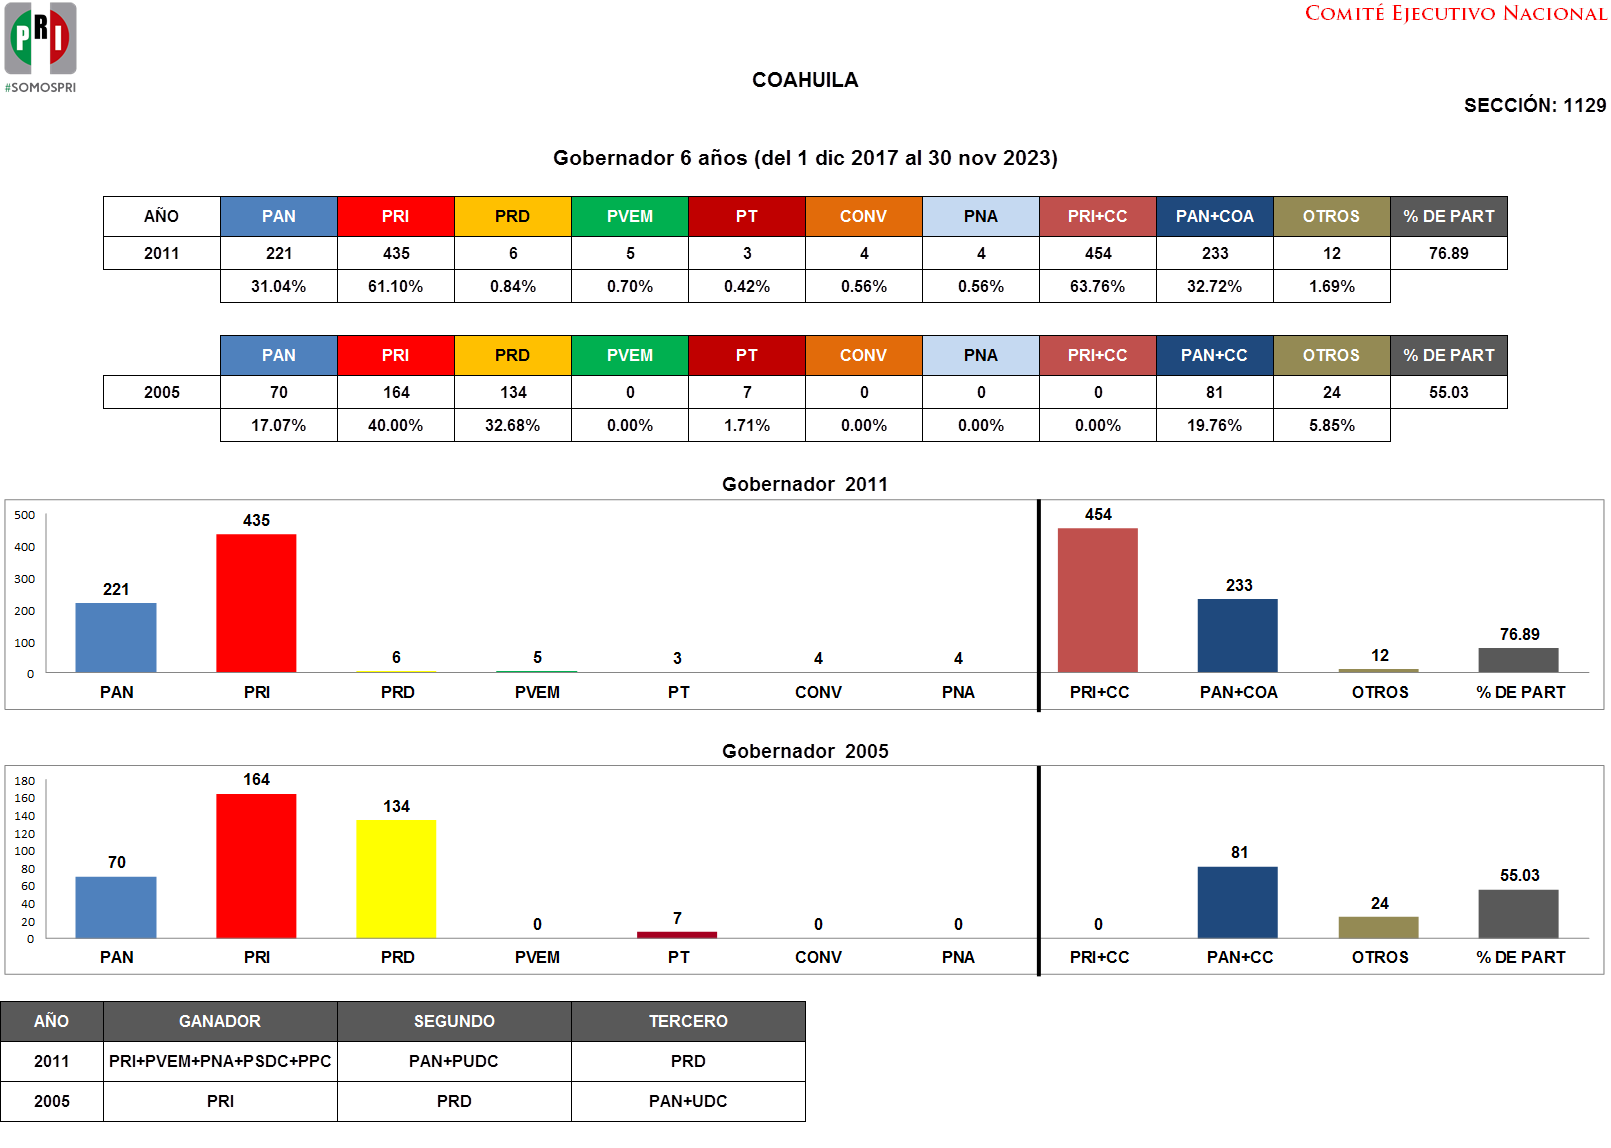 PRI
#SOMOSPRI
COMITÉ EJECUTIVO NACIONAL
COAHUILA
SECCIÓN: 1129
Gobernador 6 años (del 1 dic 2017 al 30 nov 2023)
AÑO PAN PRI PRD PVEM PT CONV PNA PRI+CC PAN+COA OTROS % DE PART
2011 221 435 6 5 3 4 4 454 233 12 76.89
31.04% 61.10% 0.84% 0.70% 0.42% 0.56% 0.56% 63.76% 32.72% 1.69%
PAN PRI PRD PVEM PT CONV PNA PRI+CC PAN+CC OTROS % DE PART
2005 70 164 134 0 7 0 0 0 81 24 55.03
17.07% 40.00% 32.68% 0.00% 1.71% 0.00% 0.00% 0.00% 19.76% 5.85%
Gobernador 2011
500
400
300
200
100
0
221 435 6 5 3 4 4 454 233 12 76.89
PAN PRI PRD PVEM PT CONV PNA PRI+CC PAN+COA OTROS % DE PART
Gobernador 2005
180
160
140
120
100
80
60
40
20
0
70 164 134 0 7 0 0 0 81 24 55.03
PAN PRI PRD PVEM PT CONV PNA PRI+CC PAN+CC OTROS % DE PART
AÑO GANADOR SEGUNDO TERCERO
2011 PRI+PVEM+PNA+PSDC+PPC PAN+PUDC PRD
2005 PRI PRD PAN+UDC